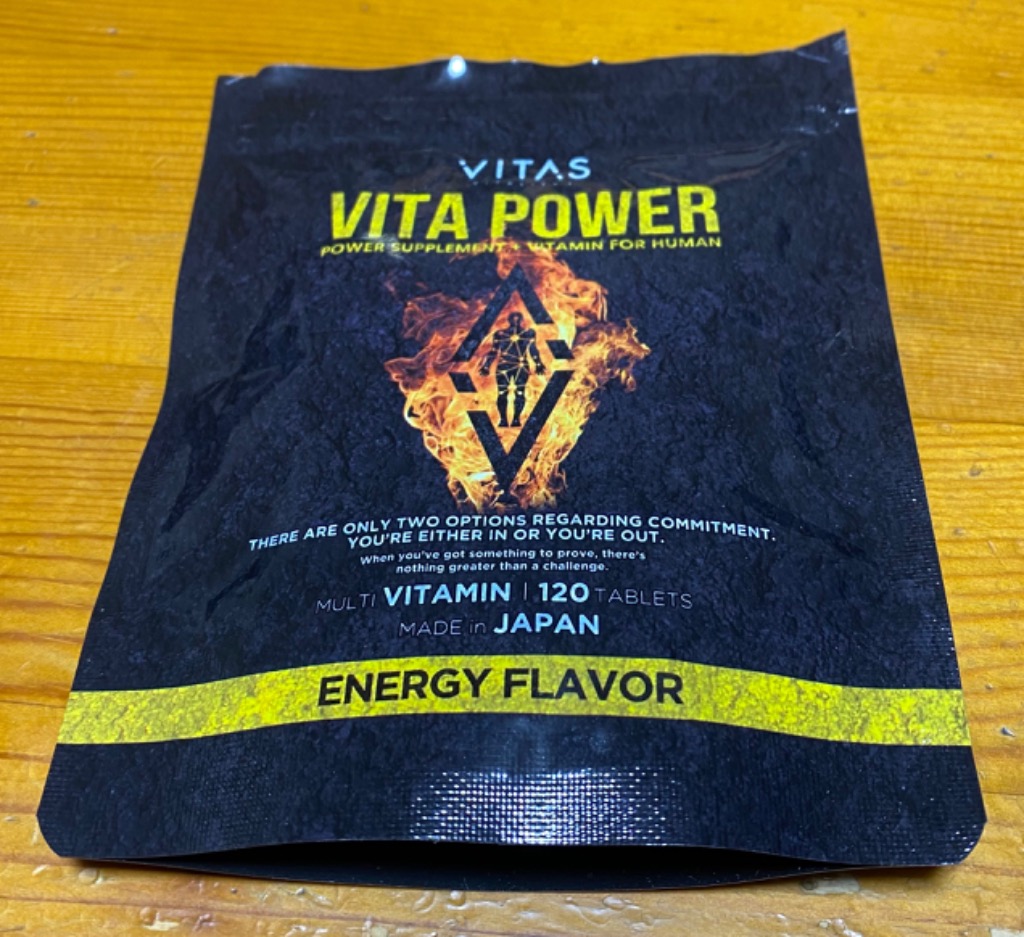 VITAS
VITA POWER
POWER SUPPLEMENT + VITAMIN FOR HUMAN
THERE ARE ONLY TWO OPTIONS REGARDING COMMITMENT.
YOU'RE EITHER IN OR YOU'RE OUT.
When you've got something to prove, there's
nothing greater than a challenge.
MULTI VITAMIN | 120 TABLETS
MADE in JAPAN
ENERGY FLAVOR